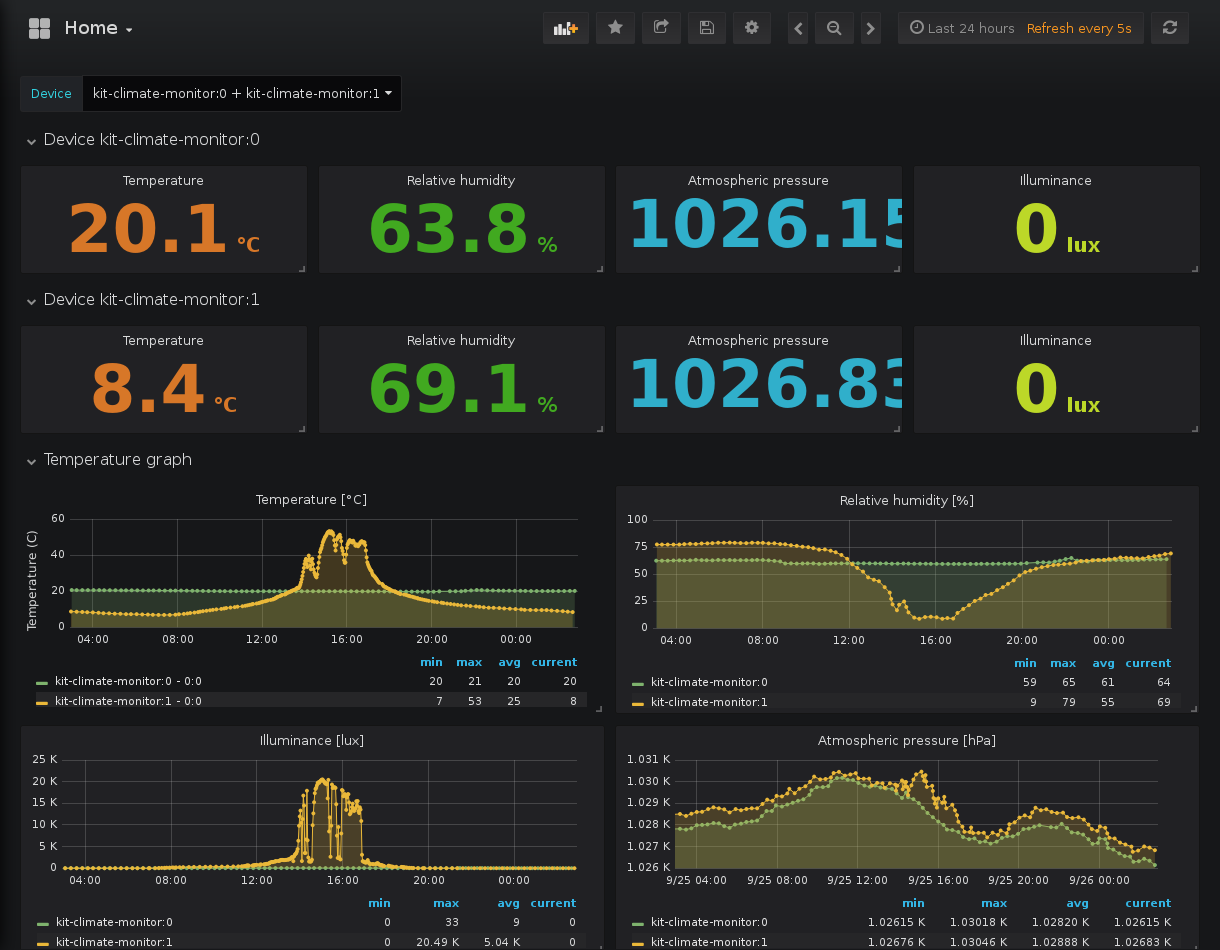 Home
Last 24 hours Refresh every 5s
Device kit-climate-monitor:0 + kit-climate-monitor:1
Device kit-climate-monitor:0
Temperature Relative humidity Atmospheric pressure Illuminance
20.1 °C 63.8 % 1026.15 0 lux
Device kit-climate-monitor:1
Temperature Relative humidity Atmospheric pressure Illuminance
8.4 °C 69.1 % 1026.83 0 lux
Temperature graph
Temperature [°C]
Temperature (C)
60
40
20
0
04:00 08:00 12:00 16:00 20:00 00:00
min max avg current
kit-climate-monitor:0 - 0:0 20 21 20 20
kit-climate-monitor:1 - 0:0 7 53 25 8
Relative humidity [%]
100
75
50
25
0
04:00 08:00 12:00 16:00 20:00 00:00
min max avg current
kit-climate-monitor:0 59 65 61 64
kit-climate-monitor:1 9 79 55 69
Illuminance [lux]
25 K
20 K
15 K
10 K
5 K
0
04:00 08:00 12:00 16:00 20:00 00:00
min max avg current
kit-climate-monitor:0 0 33 9 0
kit-climate-monitor:1 0 20.49 K 5.04 K 0
Atmospheric pressure [hPa]
1.031 K
1.030 K
1.029 K
1.028 K
1.027 K
1.026 K
9/25 04:00 9/25 08:00 9/25 12:00 9/25 16:00 9/25 20:00 9/26 00:00
min max avg current
kit-climate-monitor:0 1.02615 K 1.03018 K 1.02820 K 1.02615 K
kit-climate-monitor:1 1.02676 K 1.03046 K 1.02888 K 1.02683 K